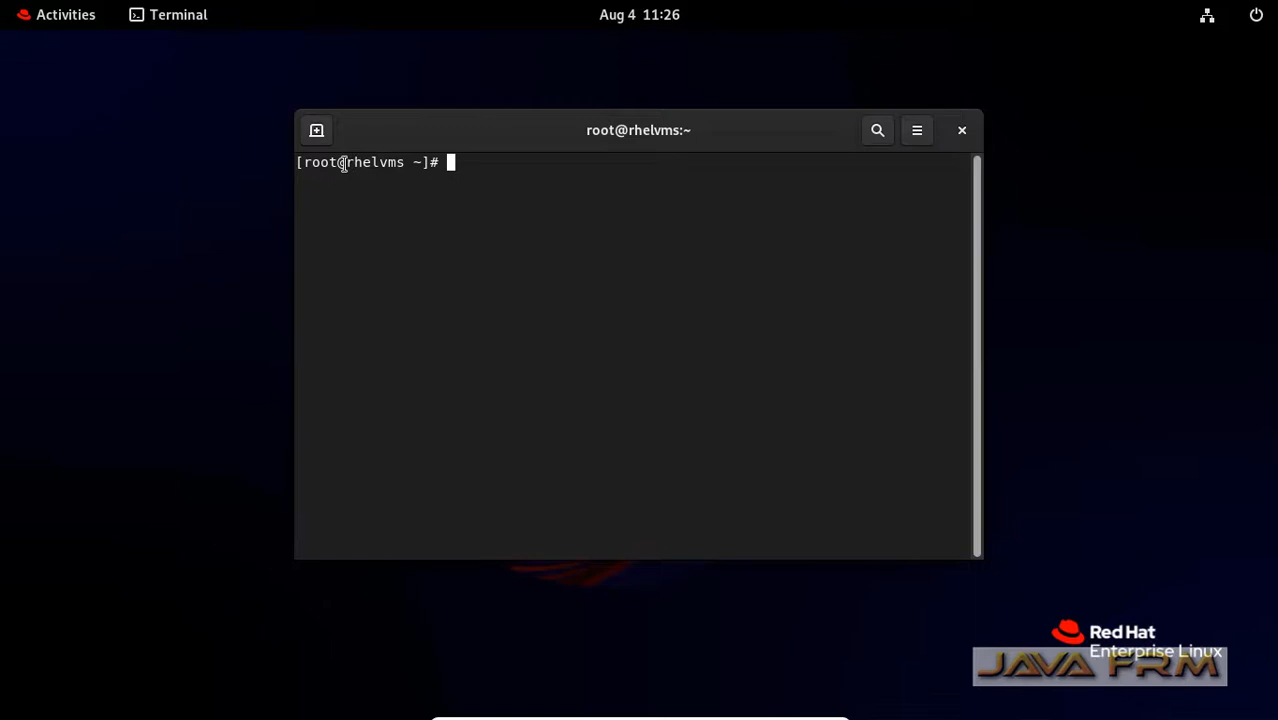 Activities
Terminal
Aug 4 11:26
root@rhelvms:~
[root@rhelvms ~]#
Red Hat
Enterprise Linux
JAVA FRM